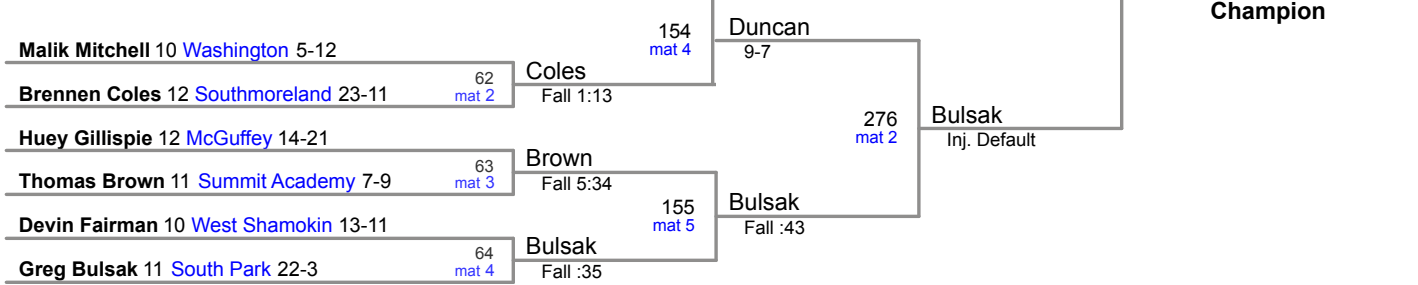 Champion
154
mat 4
Duncan
9-7
Malik Mitchell 10 Washington 5-12
62
mat 2
Coles
Fall 1:13
Brennen Coles 12 Southmoreland 23-11
276
mat 2
Bulsak
Inj. Default
Huey Gillispie 12 McGuffey 14-21
63
mat 3
Brown
Fall 5:34
Thomas Brown 11 Summit Academy 7-9
155
mat 5
Bulsak
Fall :43
Devin Fairman 10 West Shamokin 13-11
64
mat 4
Bulsak
Fall :35
Greg Bulsak 11 South Park 22-3